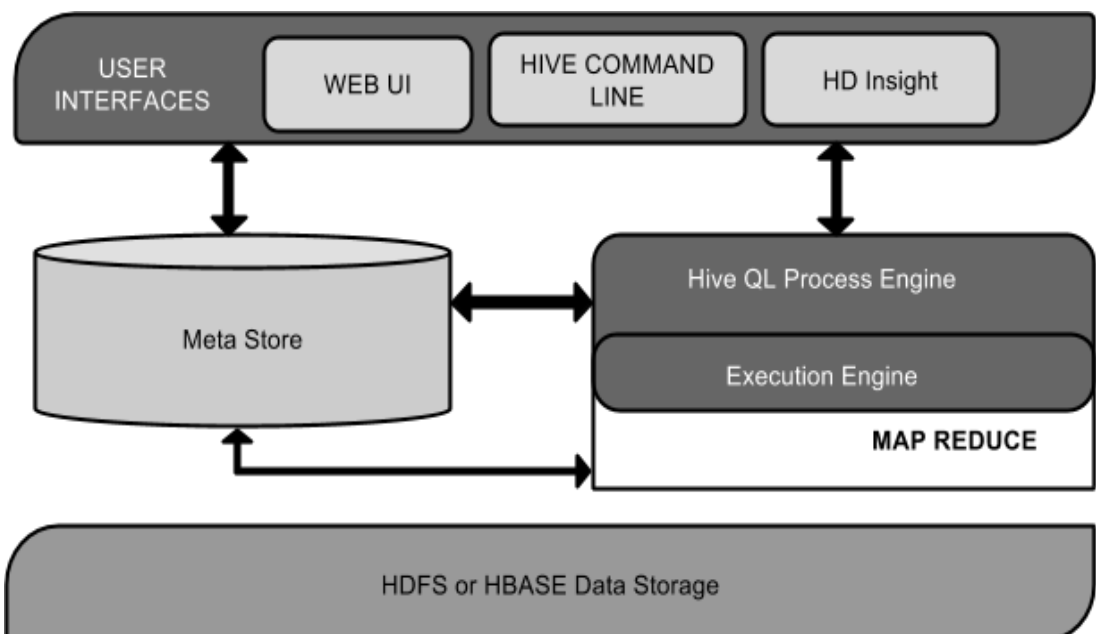 USER
INTERFACES
WEB UI
HIVE COMMAND
LINE
HD Insight
Meta Store
Hive QL Process Engine
Execution Engine
MAP REDUCE
HDFS or HBASE Data Storage